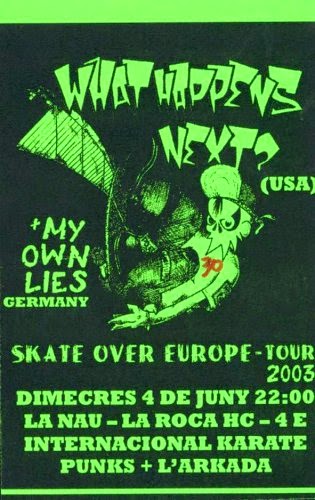 WHAT HAPPENS
NEXT?
(USA)
+ MY
OWN
LIES
GERMANY
30
SKATE OVER EUROPE-TOUR
2003
DIMECRES 4 DE JUNY 22:00
LA NAU – LA ROCA HC – 4 E
INTERNACIONAL KARATE
PUNKS + L'ARKADA